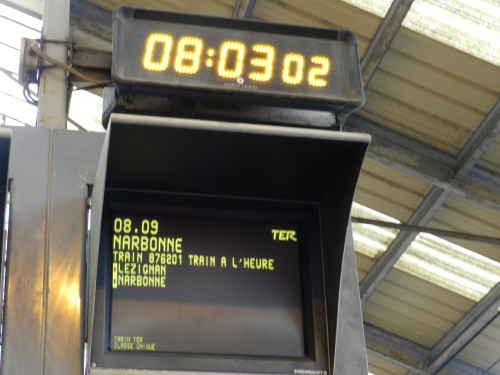 08:03 02
08.09
NARBONNE
TER
TRAIN 876201 TRAIN A L'HEURE
LEZIGNAN
NARBONNE
TRAIN TER
CLASSE UNIQUE